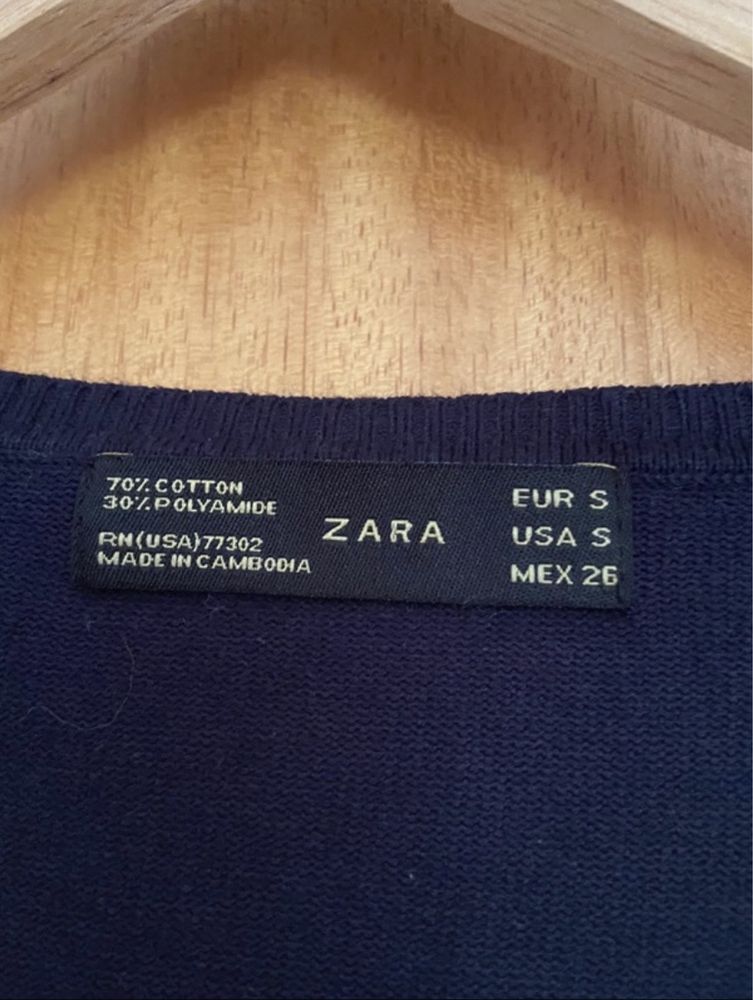 70% COTTON
30% POLYAMIDE
RN(USA)77302
MADE IN CAMBODIA
ZARA
EUR S
USA S
MEX 26